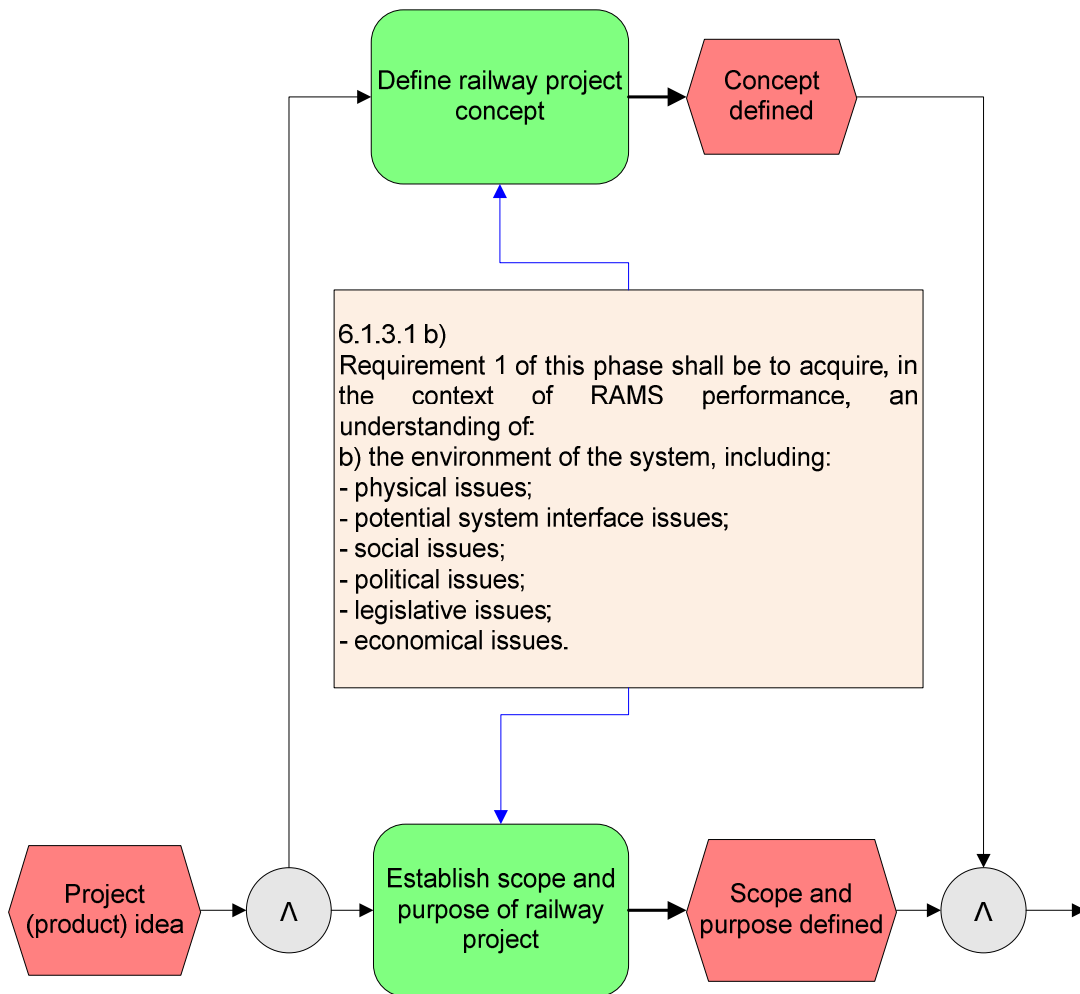 Define railway project
concept
Concept
defined
6.1.3.1 b)
Requirement 1 of this phase shall be to acquire, in
the context of RAMS performance, an
understanding of:
b) the environment of the system, including:
- physical issues;
- potential system interface issues;
- social issues;
- political issues;
- legislative issues;
- economical issues.
Project
(product) idea
Λ
Establish scope and
purpose of railway
project
Scope and
purpose defined
Λ